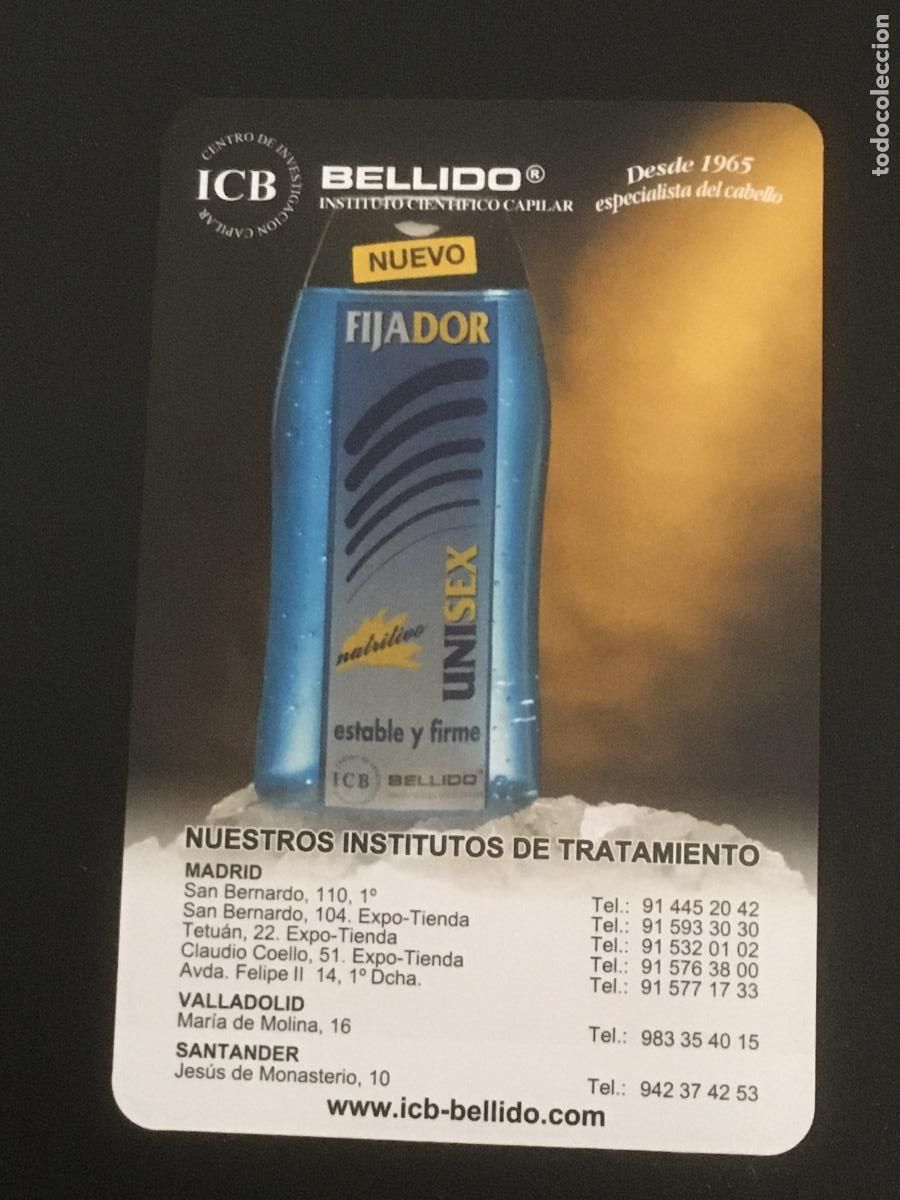 todocoleccion
CENTRO DE INVESTIGACION CAPILAR
ICB
BELLIDO®
INSTITUTO CIENTIFICO CAPILAR
Desde 1965
especialista del cabello
NUEVO
FIJADOR
UNISEX
nutritivo
estable y firme
ICB BELLIDO
NUESTROS INSTITUTOS DE TRATAMIENTO
MADRID
San Bernardo, 110, 1º Tel.: 91 445 20 42
San Bernardo, 104. Expo-Tienda Tel.: 91 593 30 30
Tetuán, 22. Expo-Tienda Tel.: 91 532 01 02
Claudio Coello, 51. Expo-Tienda Tel.: 91 576 38 00
Avda. Felipe II 14, 1º Dcha. Tel.: 91 577 17 33
VALLADOLID
María de Molina, 16 Tel.: 983 35 40 15
SANTANDER
Jesús de Monasterio, 10 Tel.: 942 37 42 53
www.icb-bellido.com